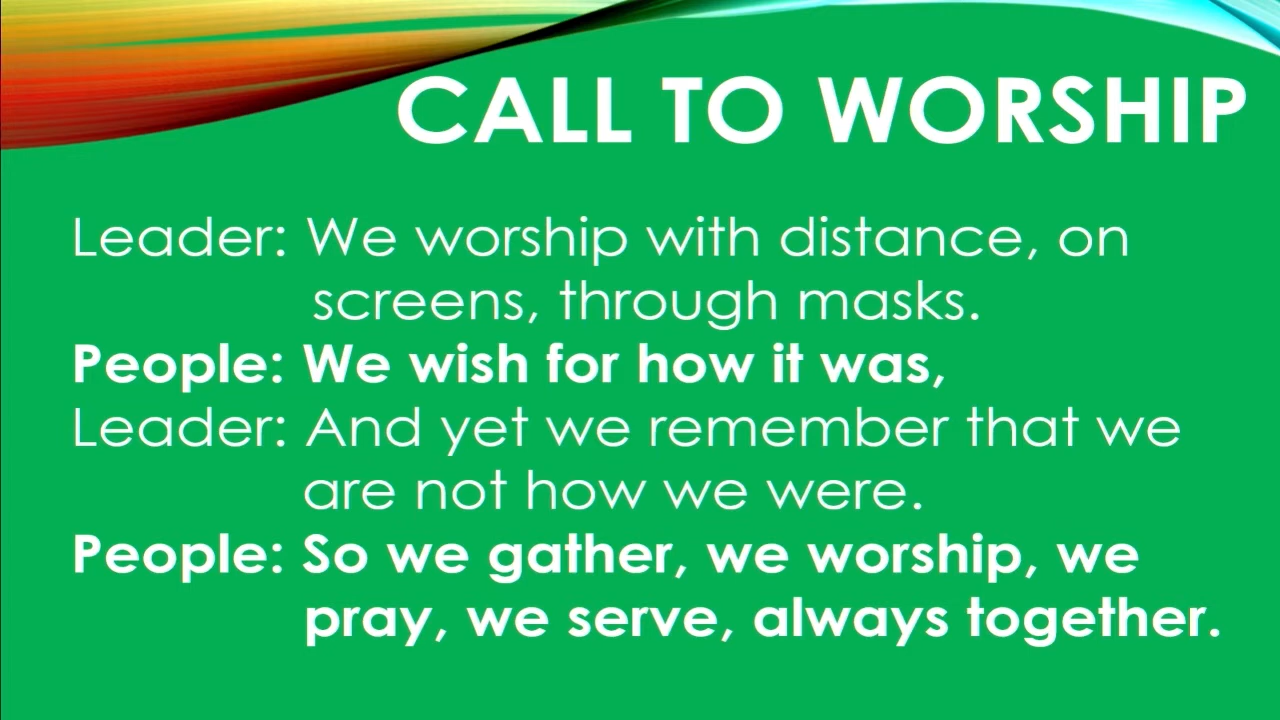 CALL TO WORSHIP
Leader: We worship with distance, on
screens, through masks.
People: We wish for how it was,
Leader: And yet we remember that we
are not how we were.
People: So we gather, we worship, we
pray, we serve, always together.